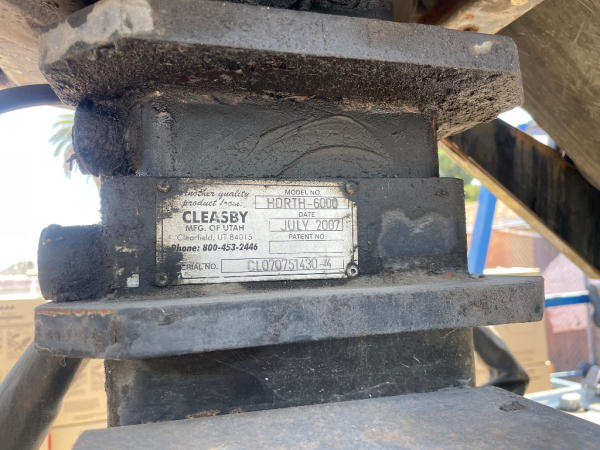 Another quality
product from:
CLEASBY
MFG. OF UTAH
Clearfield, UT 84015
Phone: 800-453-2446
MODEL NO.
HDRTH-6000
DATE
JULY 2007
PATENT NO.
SERIAL NO. CL070751430-4